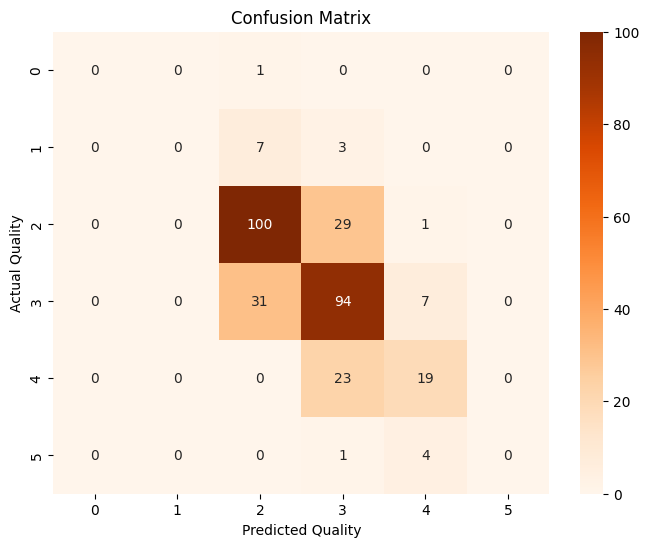 Confusion Matrix
Actual Quality
0 0 0 1 0 0 0
1 0 0 7 3 0 0
2 0 0 100 29 1 0
3 0 0 31 94 7 0
4 0 0 0 23 19 0
5 0 0 0 1 4 0
0 1 2 3 4 5
Predicted Quality
100
80
60
40
20
0